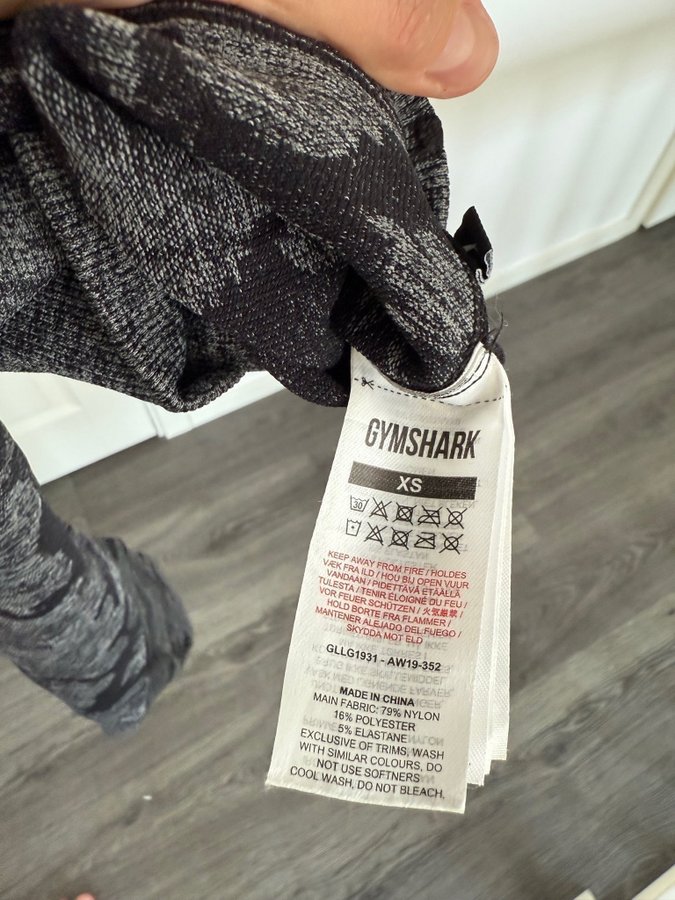 GYMSHARK
XS
30
KEEP AWAY FROM FIRE / HOLDES
VÆK FRA ILD / HOU BIJ OPEN VUUR
VANDAAN / PIDETTÄVÄ ETÄÄLLÄ
TULESTA / TENIR ÉLOIGNÉ DU FEU /
VOR FEUER SCHÜTZEN / 火気厳禁 /
HOLD BORTE FRA FLAMMER /
MANTENER ALEJADO DEL FUEGO /
SKYDDA MOT ELD
GLLG1931 - AW19-352
MADE IN CHINA
MAIN FABRIC: 79% NYLON
16% POLYESTER
5% ELASTANE
EXCLUSIVE OF TRIMS, WASH
WITH SIMILAR COLOURS, DO
NOT USE SOFTNERS
COOL WASH, DO NOT BLEACH.